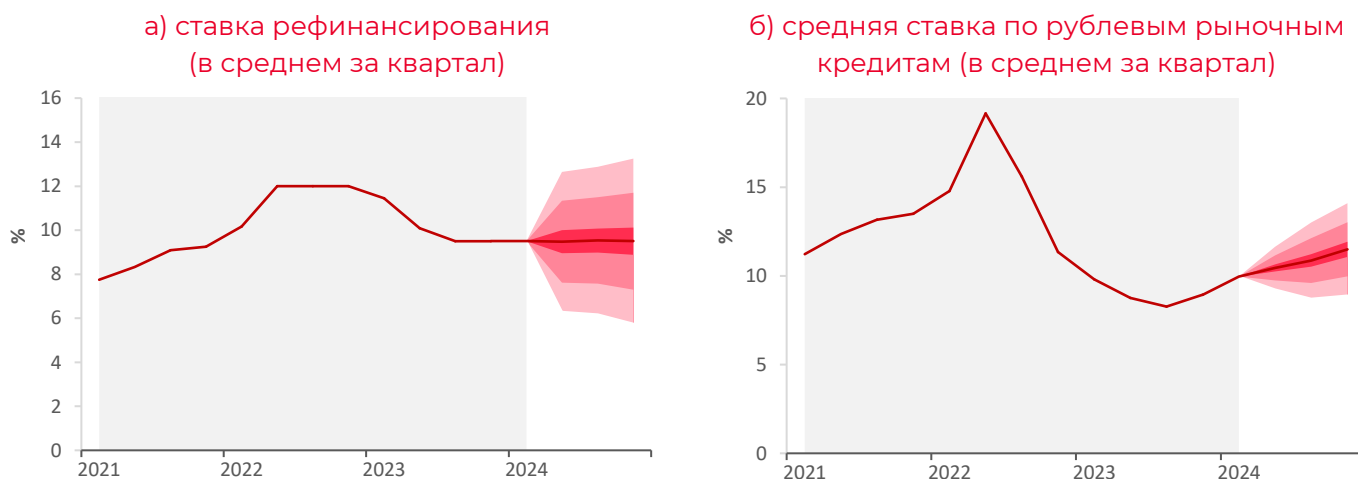 а) ставка рефинансирования
(в среднем за квартал)
16
14
12
10
8
6
4
2
0
%
2021 2022 2023 2024
б) средняя ставка по рублевым рыночным
кредитам (в среднем за квартал)
20
15
10
5
0
%
2021 2022 2023 2024